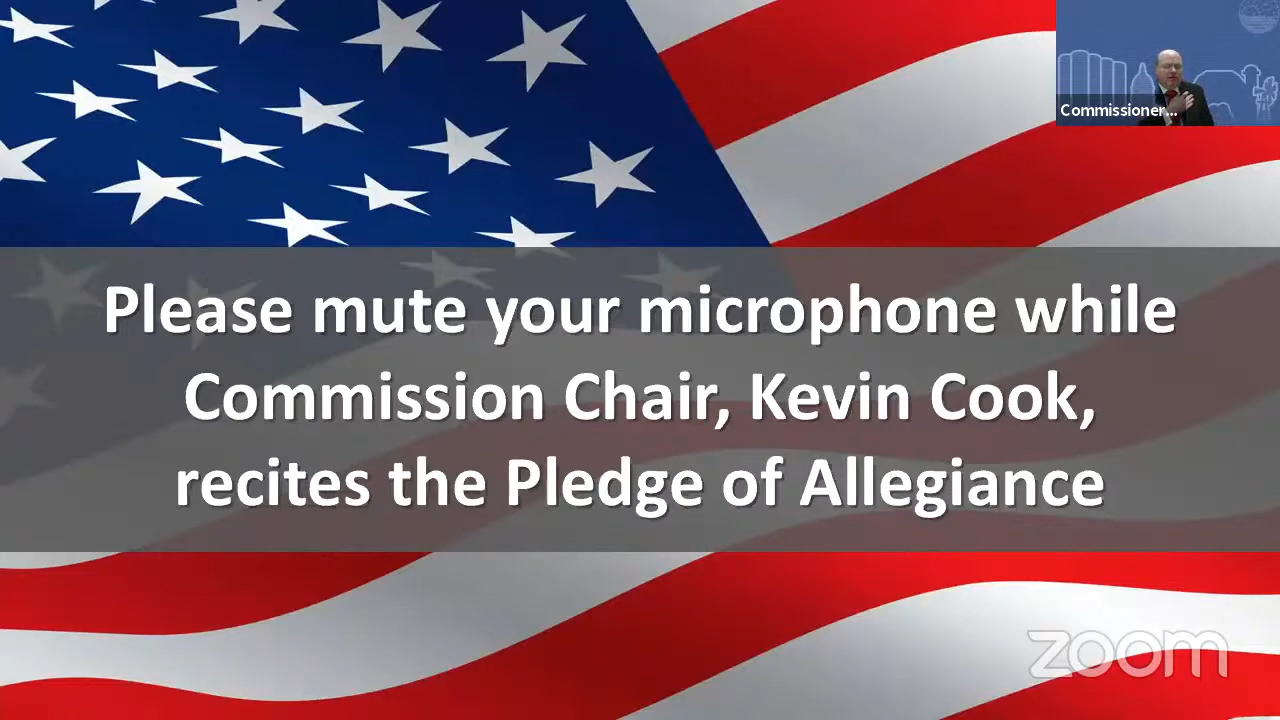 Commissioner...
Please mute your microphone while
Commission Chair, Kevin Cook,
recites the Pledge of Allegiance
zoom